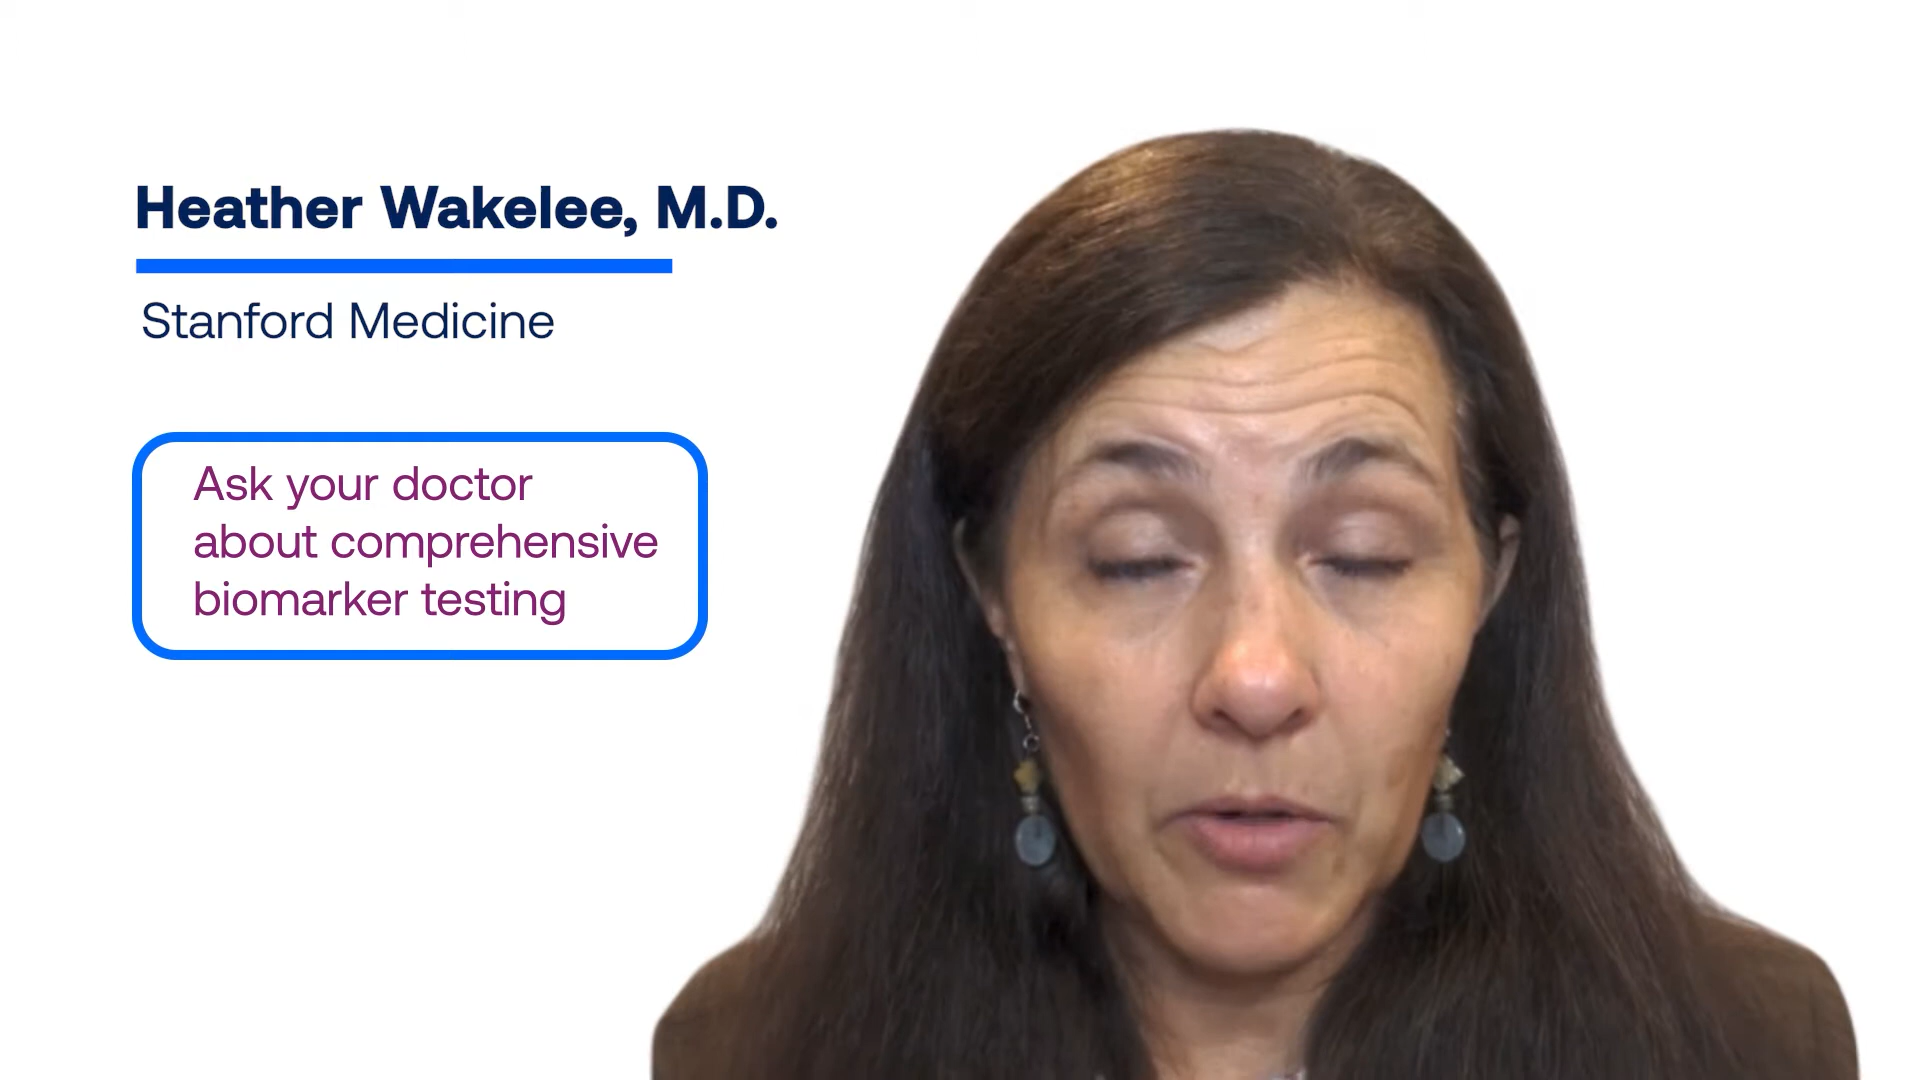 Heather Wakelee, M.D.
Stanford Medicine
Ask your doctor
about comprehensive
biomarker testing